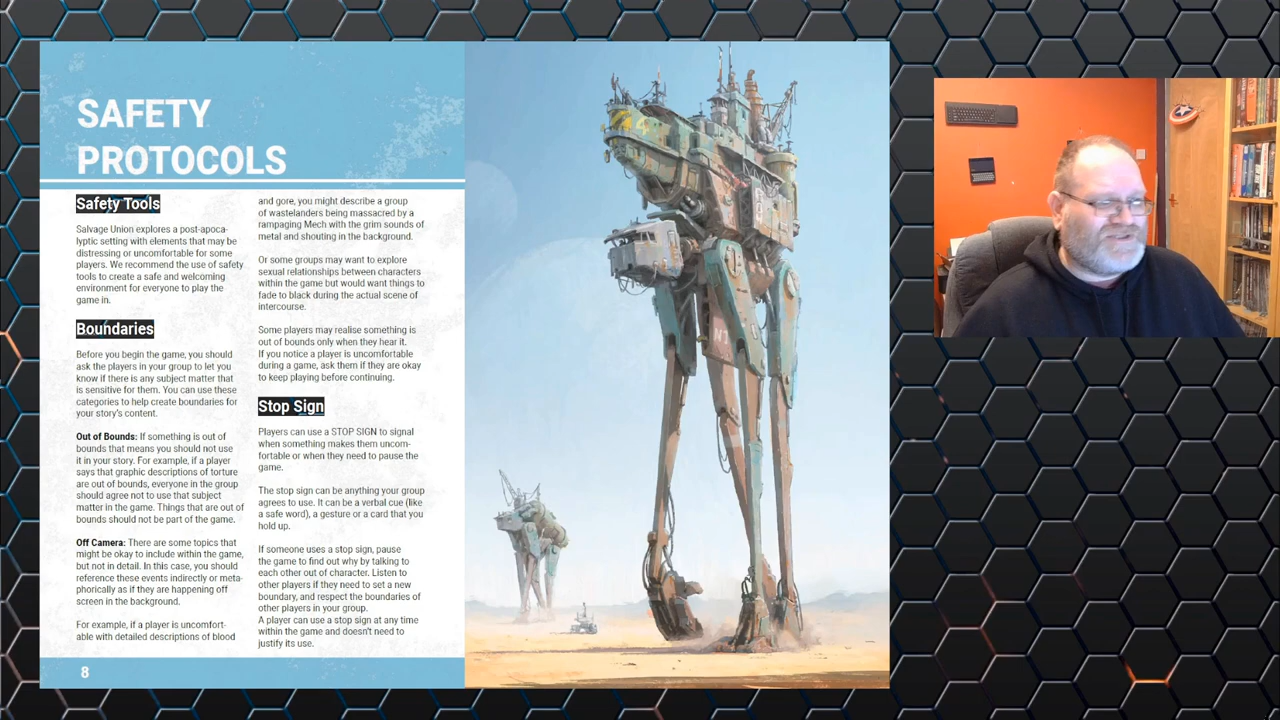 SAFETY
PROTOCOLS
Safety Tools
Salvage Union explores a post-apoca-
lyptic setting with elements that may be
distressing or uncomfortable for some
players. We recommend the use of safety
tools to create a safe and welcoming
environment for everyone to play the
game in.
Boundaries
Before you begin the game, you should
ask the players in your group to let you
know if there is any subject matter that
is sensitive for them. You can use these
categories to help create boundaries for
your story's content.
Out of Bounds: If something is out of
bounds that means you should not use
it in your story. For example, if a player
says that graphic descriptions of torture
are out of bounds, everyone in the group
should agree not to use that subject
matter in the game. Things that are out of
bounds should not be part of the game.
Off Camera: There are some topics that
might be okay to include within the game,
but not in detail. In this case, you should
reference these events indirectly or meta-
phorically as if they are happening off
screen in the background.
For example, if a player is uncomfort-
able with detailed descriptions of blood
and gore, you might describe a group
of wastelanders being massacred by a
rampaging Mech with the grim sounds of
metal and shouting in the background.
Or some groups may want to explore
sexual relationships between characters
within the game but would want things to
fade to black during the actual scene of
intercourse.
Some players may realise something is
out of bounds only when they hear it.
If you notice a player is uncomfortable
during a game, ask them if they are okay
to keep playing before continuing.
Stop Sign
Players can use a STOP SIGN to signal
when something makes them uncom-
fortable or when they need to pause the
game.
The stop sign can be anything your group
agrees to use. It can be a verbal cue (like
a safe word), a gesture or a card that you
hold up.
If someone uses a stop sign, pause
the game to find out why by talking to
each other out of character. Listen to
other players if they need to set a new
boundary, and respect the boundaries of
other players in your group.
A player can use a stop sign at any time
within the game and doesn't need to
justify its use.
8